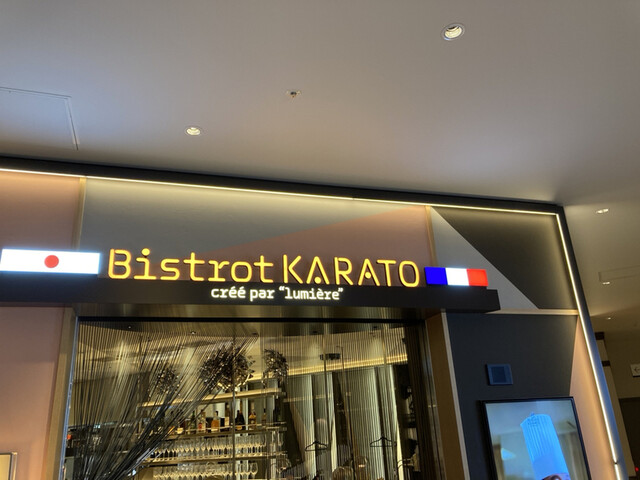 Bistrot KARATO
créé par "lumière"